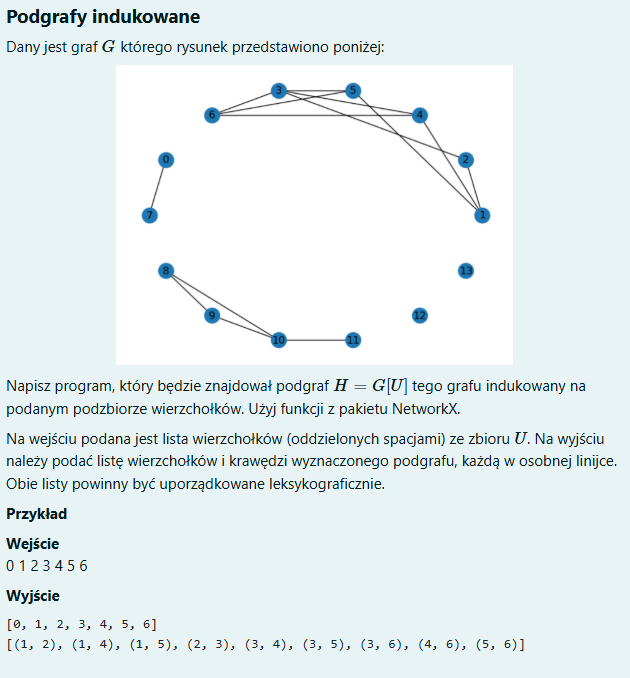 Podgrafy indukowane
Dany jest graf G którego rysunek przedstawiono poniżej:
3 5
6 4
0 2
7 1
8 13
9 12
10 11
Napisz program, który będzie znajdował podgraf H = G[U] tego grafu indukowany na
podanym podzbiorze wierzchołków. Użyj funkcji z pakietu NetworkX.
Na wejściu podana jest lista wierzchołków (oddzielonych spacjami) ze zbioru U. Na wyjściu
należy podać listę wierzchołków i krawędzi wyznaczonego podgrafu, każdą w osobnej linijce.
Obie listy powinny być uporządkowane leksykograficznie.
Przykład
Wejście
0 1 2 3 4 5 6
Wyjście
[0, 1, 2, 3, 4, 5, 6]
[(1, 2), (1, 4), (1, 5), (2, 3), (3, 4), (3, 5), (3, 6), (4, 6), (5, 6)]